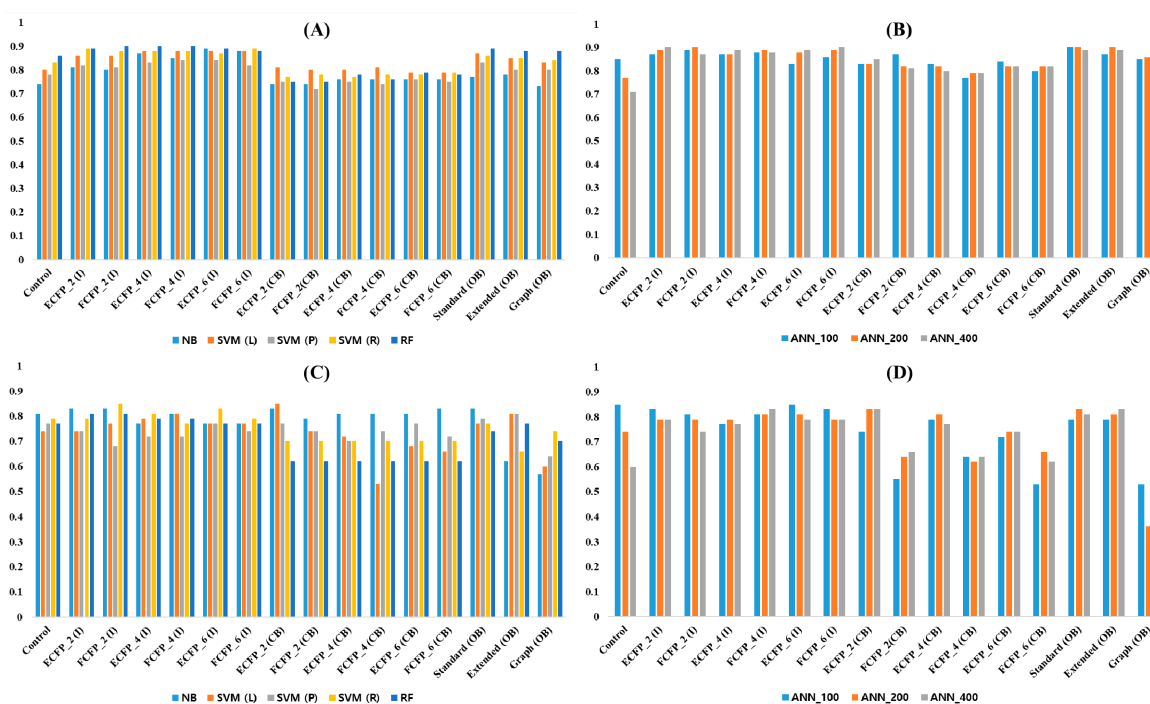 (A)
1
0.9
0.8
0.7
0.6
0.5
0.4
0.3
0.2
0.1
0
Control
ECFP_2 (I)
FCFP_2 (I)
ECFP_4 (I)
FCFP_4 (I)
ECFP_6 (I)
FCFP_6 (I)
ECFP_2 (CB)
FCFP_2(CB)
ECFP_4 (CB)
FCFP_4 (CB)
ECFP_6 (CB)
FCFP_6 (CB)
Standard (OB)
Extended (OB)
Graph (OB)
NB SVM (L) SVM (P) SVM (R) RF
(B)
1
0.9
0.8
0.7
0.6
0.5
0.4
0.3
0.2
0.1
0
Control
ECFP_2 (I)
FCFP_2 (I)
ECFP_4 (I)
FCFP_4 (I)
ECFP_6 (I)
FCFP_6 (I)
ECFP_2 (CB)
FCFP_2 (CB)
ECFP_4 (CB)
FCFP_4 (CB)
ECFP_6 (CB)
FCFP_6 (CB)
Standard (OB)
Extended (OB)
Graph (OB)
ANN_100 ANN_200 ANN_400
(C)
1
0.9
0.8
0.7
0.6
0.5
0.4
0.3
0.2
0.1
0
Control
ECFP_2 (I)
FCFP_2 (I)
ECFP_4 (I)
FCFP_4 (I)
ECFP_6 (I)
FCFP_6 (I)
ECFP_2 (CB)
FCFP_2 (CB)
ECFP_4 (CB)
FCFP_4 (CB)
ECFP_6 (CB)
FCFP_6 (CB)
Standard (OB)
Extended (OB)
Graph (OB)
NB SVM (L) SVM (P) SVM (R) RF
(D)
1
0.9
0.8
0.7
0.6
0.5
0.4
0.3
0.2
0.1
0
Control
ECFP_2 (I)
FCFP_2 (I)
ECFP_4 (I)
FCFP_4 (I)
ECFP_6 (I)
FCFP_6 (I)
ECFP_2 (CB)
FCFP_2(CB)
ECFP_4 (CB)
FCFP_4 (CB)
ECFP_6 (CB)
FCFP_6 (CB)
Standard (OB)
Extended (OB)
Graph (OB)
ANN_100 ANN_200 ANN_400